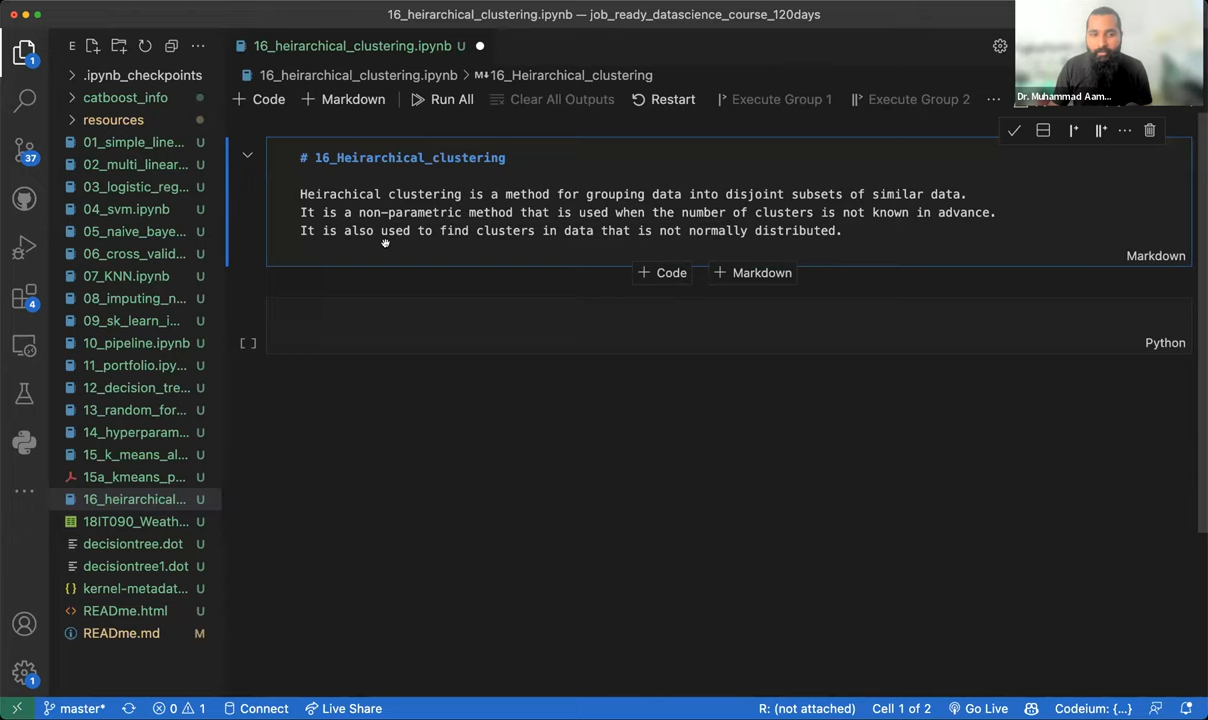 16_heirarchical_clustering.ipynb — job_ready_datascience_course_120days
E
16_heirarchical_clustering.ipynb U
16_heirarchical_clustering.ipynb > M↓16_Heirarchical_clustering
+ Code + Markdown Run All Clear All Outputs Restart Execute Group 1 Execute Group 2 ...
Dr. Muhammad Aam...
1
37
4
1
.ipynb_checkpoints
catboost_info
resources
01_simple_line... U
02_multi_linear... U
03_logistic_reg... U
04_svm.ipynb U
05_naive_baye... U
06_cross_valid... U
07_KNN.ipynb U
08_imputing_n... U
09_sk_learn_i... U
10_pipeline.ipynb U
11_portfolio.ipy... U
12_decision_tre... U
13_random_for... U
14_hyperparam... U
15_k_means_al... U
15a_kmeans_p... U
16_heirarchical... U
18IT090_Weath... U
decisiontree.dot U
decisiontree1.dot U
kernel-metadat... U
READme.html U
READme.md M
# 16_Heirarchical_clustering
Heirachical clustering is a method for grouping data into disjoint subsets of similar data.
It is a non-parametric method that is used when the number of clusters is not known in advance.
It is also used to find clusters in data that is not normally distributed.
Markdown
+ Code + Markdown
[ ]
Python
master* 0 1 Connect Live Share R: (not attached) Cell 1 of 2 Go Live Codeium: {...}